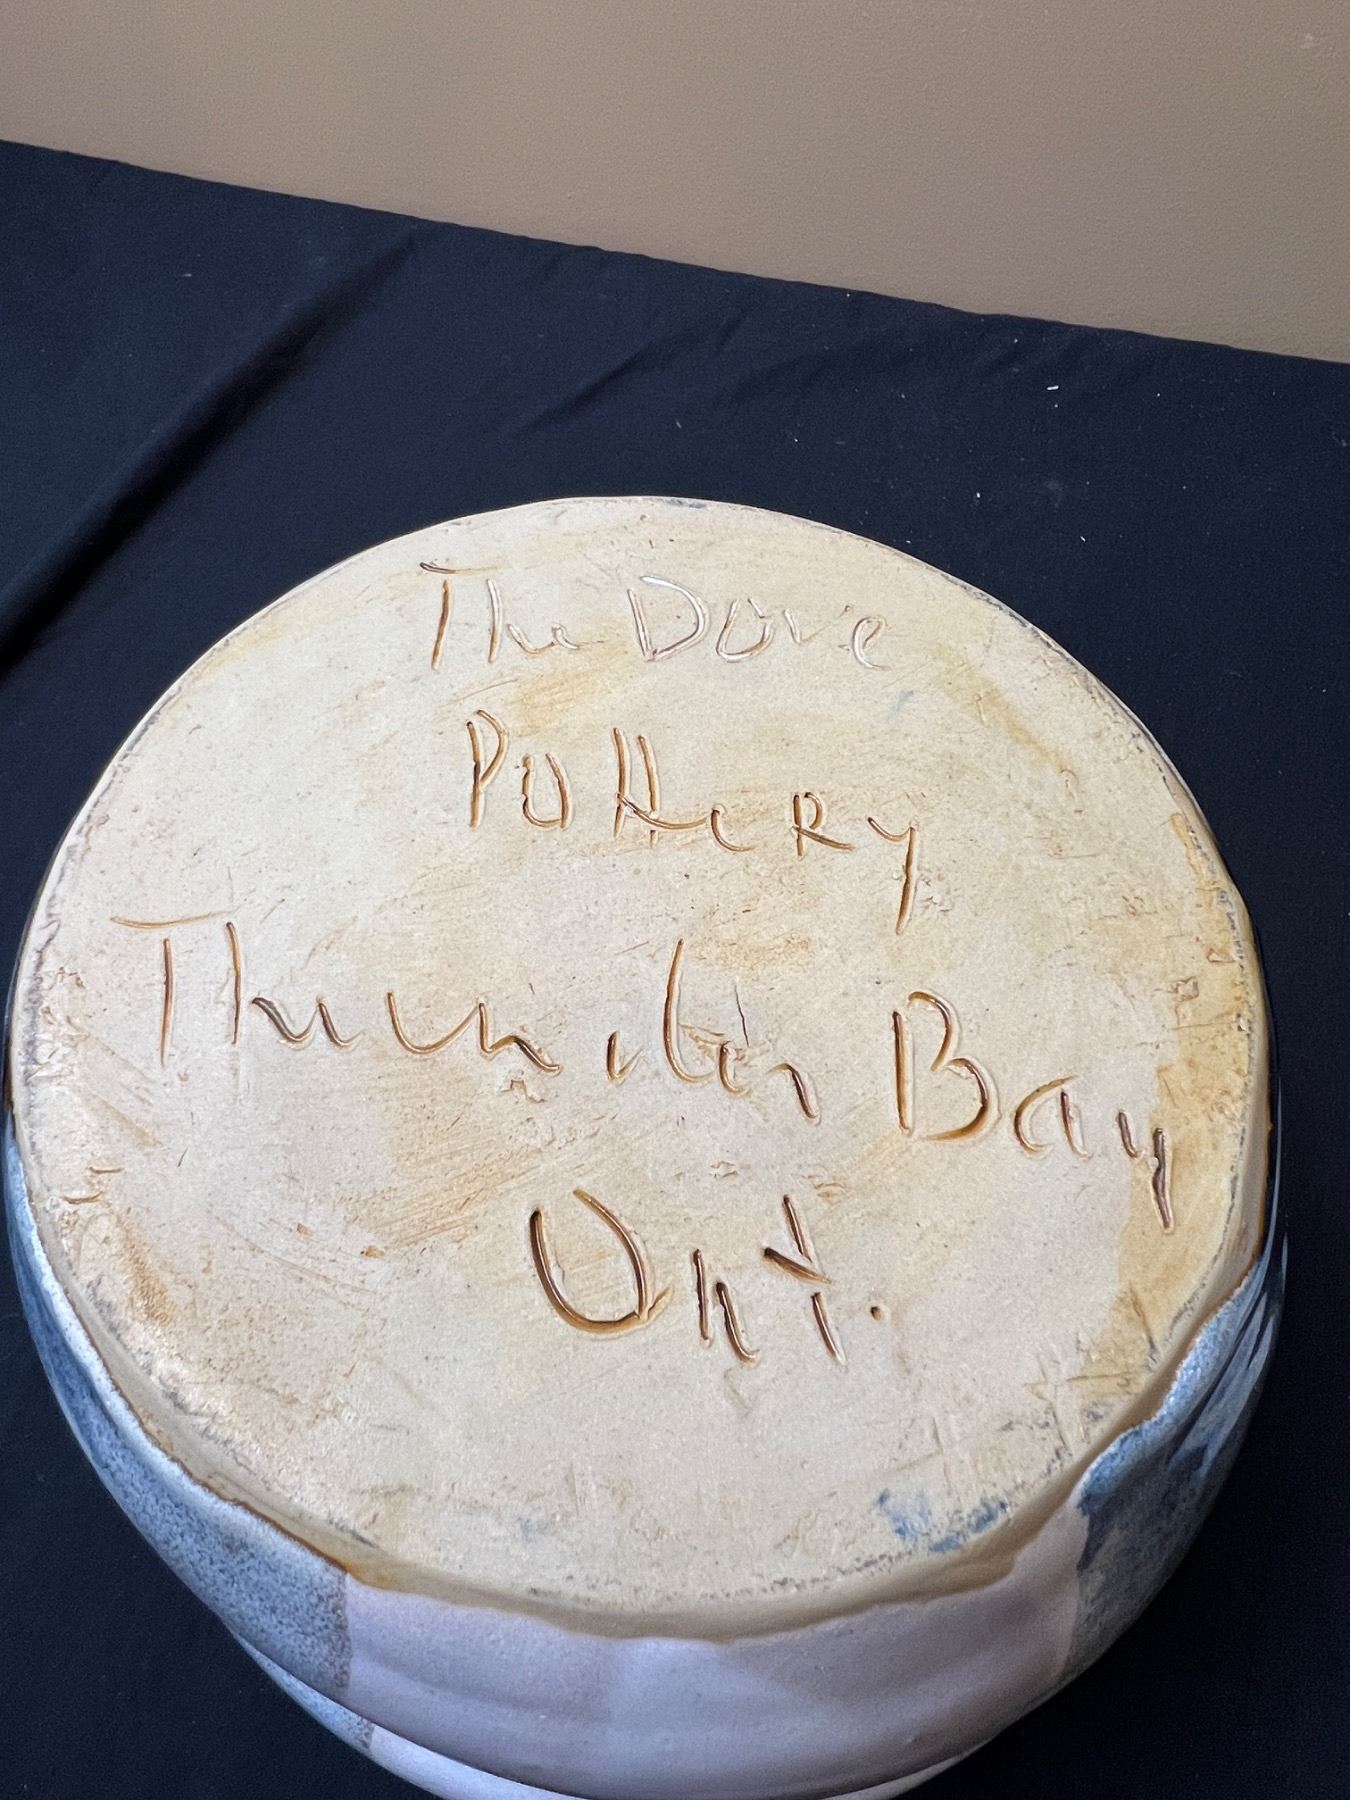 The Dove
Pottery
Thunder Bay
Ont.